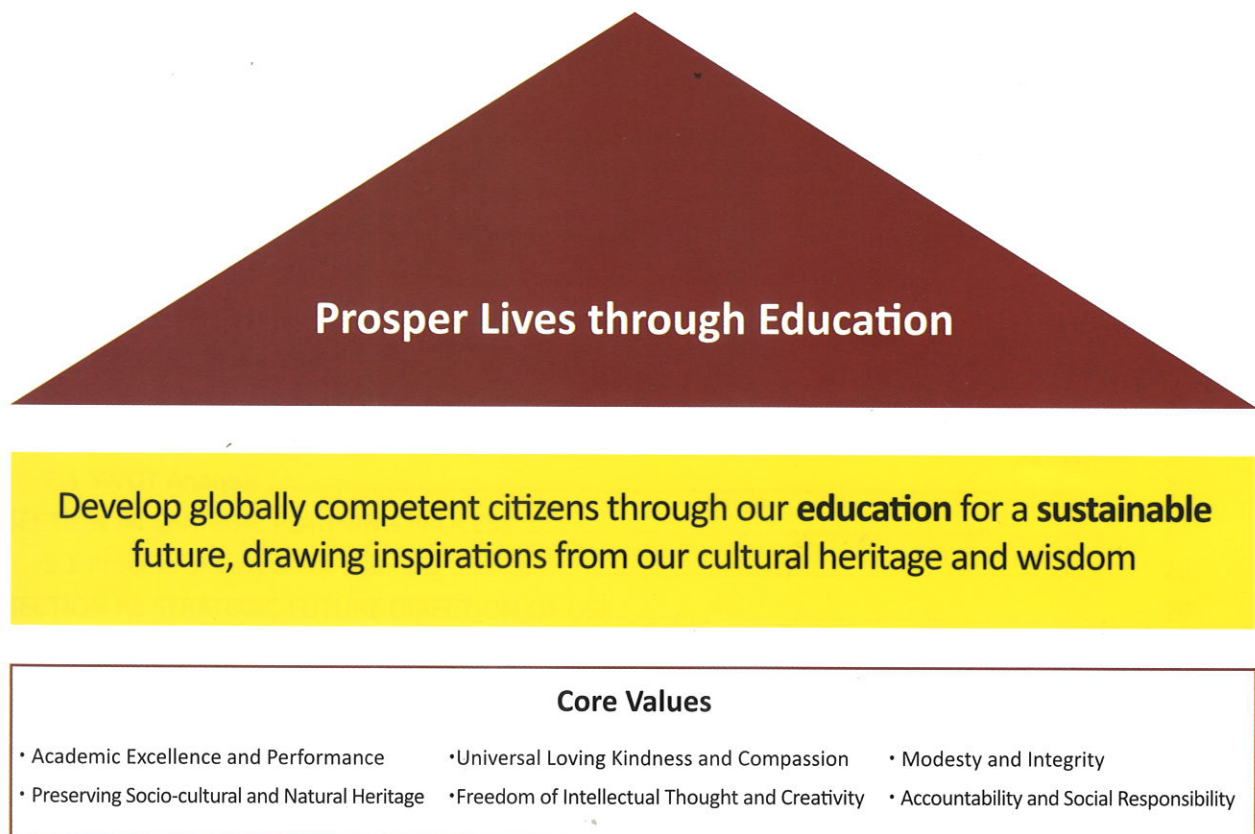 Prosper Lives through Education
Develop globally competent citizens through our education for a sustainable
future, drawing inspirations from our cultural heritage and wisdom
Core Values
· Academic Excellence and Performance
·Universal Loving Kindness and Compassion
· Modesty and Integrity
· Preserving Socio-cultural and Natural Heritage
·Freedom of Intellectual Thought and Creativity
· Accountability and Social Responsibility